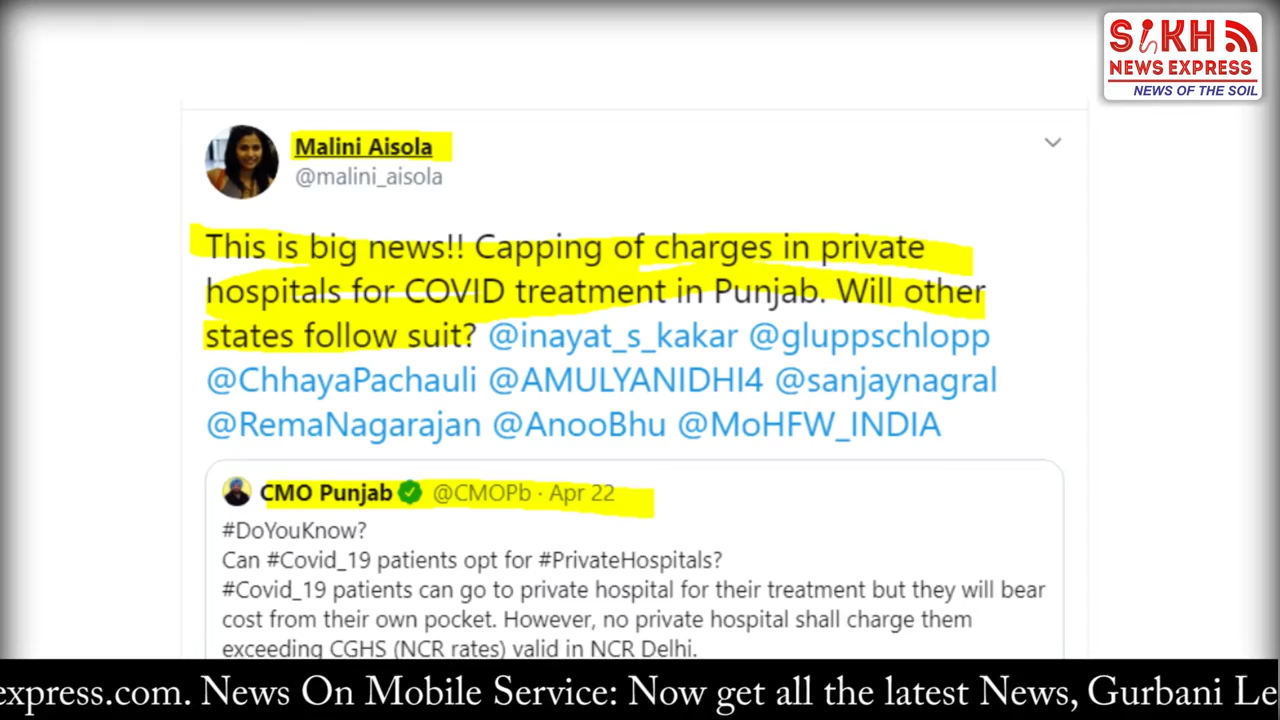 SiKH
NEWS EXPRESS
NEWS OF THE SOIL
Malini Aisola
@malini_aisola
This is big news!! Capping of charges in private
hospitals for COVID treatment in Punjab. Will other
states follow suit? @inayat_s_kakar @gluppschlopp
@ChhayaPachauli @AMULYANIDHI4 @sanjaynagral
@RemaNagarajan @AnooBhu @MoHFW_INDIA
CMO Punjab @CMOPb · Apr 22
#DoYouKnow?
Can #Covid_19 patients opt for #PrivateHospitals?
#Covid_19 patients can go to private hospital for their treatment but they will bear
cost from their own pocket. However, no private hospital shall charge them
exceeding CGHS (NCR rates) valid in NCR Delhi.
express.com. News On Mobile Service: Now get all the latest News, Gurbani Le